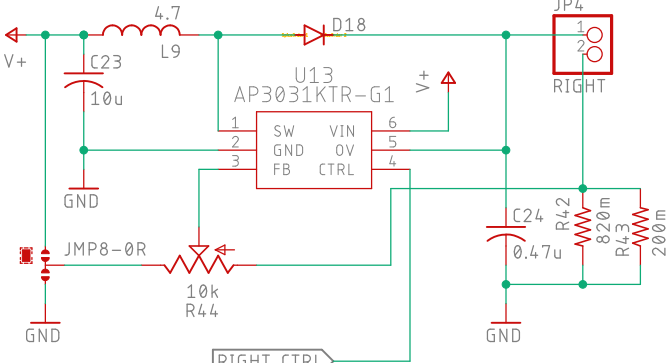 4.7
D18
JP4
L9
V+
C23
10u
U13
AP3031KTR-G1
V+
1
2
RIGHT
1
SW
VIN
6
2
GND
OV
5
3
FB
CTRL
4
GND
C24
0.47u
R42
820m
R43
200m
JMP8-0R
10k
R44
GND
GND
RIGHT CTRL